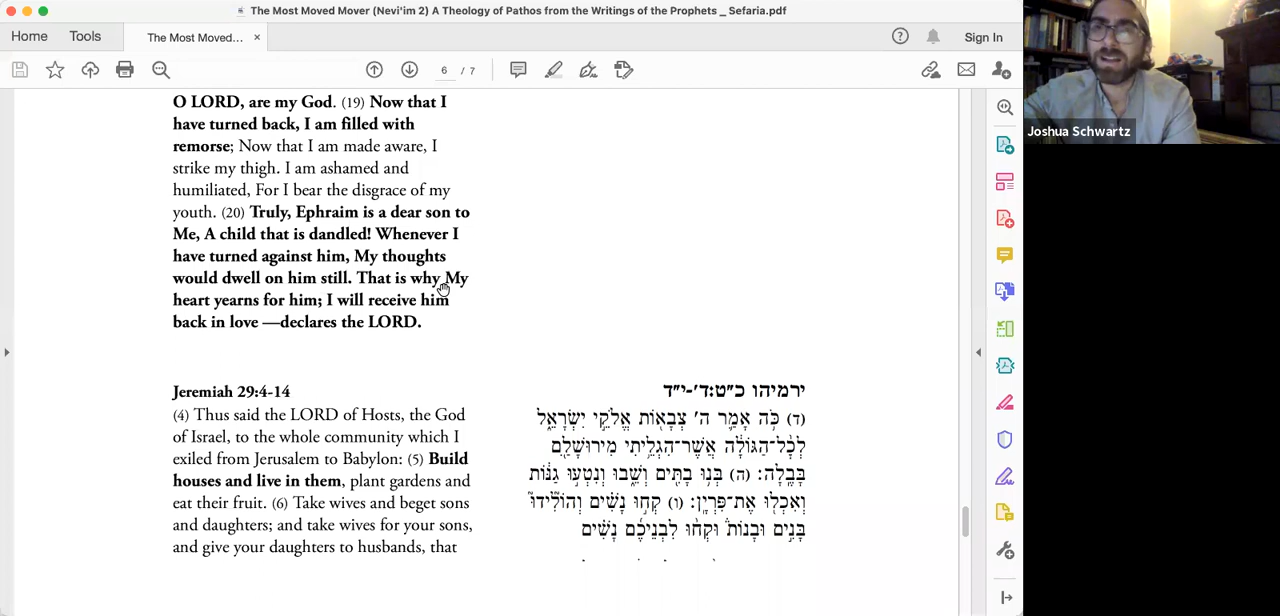 The Most Moved Mover (Nevi'im 2) A Theology of Pathos from the Writings of the Prophets _ Sefaria.pdf
Home Tools The Most Moved... × Sign In
6 / 7
Joshua Schwartz
O LORD, are my God. (19) Now that I
have turned back, I am filled with
remorse; Now that I am made aware, I
strike my thigh. I am ashamed and
humiliated, For I bear the disgrace of my
youth. (20) Truly, Ephraim is a dear son to
Me, A child that is dandled! Whenever I
have turned against him, My thoughts
would dwell on him still. That is why My
heart yearns for him; I will receive him
back in love —declares the LORD.
Jeremiah 29:4-14
(4) Thus said the LORD of Hosts, the God
of Israel, to the whole community which I
exiled from Jerusalem to Babylon: (5) Build
houses and live in them, plant gardens and
eat their fruit. (6) Take wives and beget sons
and daughters; and take wives for your sons,
and give your daughters to husbands, that
ירמיהו כ״ט:ד׳-י״ד
(ד) כֹּ֥ה אָמַ֛ר ה' צְבָא֖וֹת אֱלֹקֵ֣י יִשְׂרָאֵ֑ל
לְכׇ֨ל־הַגּוֹלָ֔ה אֲשֶׁר־הִגְלֵ֥יתִי מִירוּשָׁלַ֖͏ִם
בָּבֶֽלָה׃ (ה) בְּנ֥וּ בָתִּ֖ים וְשֵׁ֑בוּ וְנִטְע֣וּ גַנּ֔וֹת
וְאִכְל֖וּ אֶת־פִּרְיָֽן׃ (ו) קְח֣וּ נָשִׁ֗ים וְהוֹלִ֘ידוּ֮
בָּנִ֣ים וּבָנוֹת֒ וּקְח֨וּ לִבְנֵיכֶ֜ם נָשִׁ֗ים